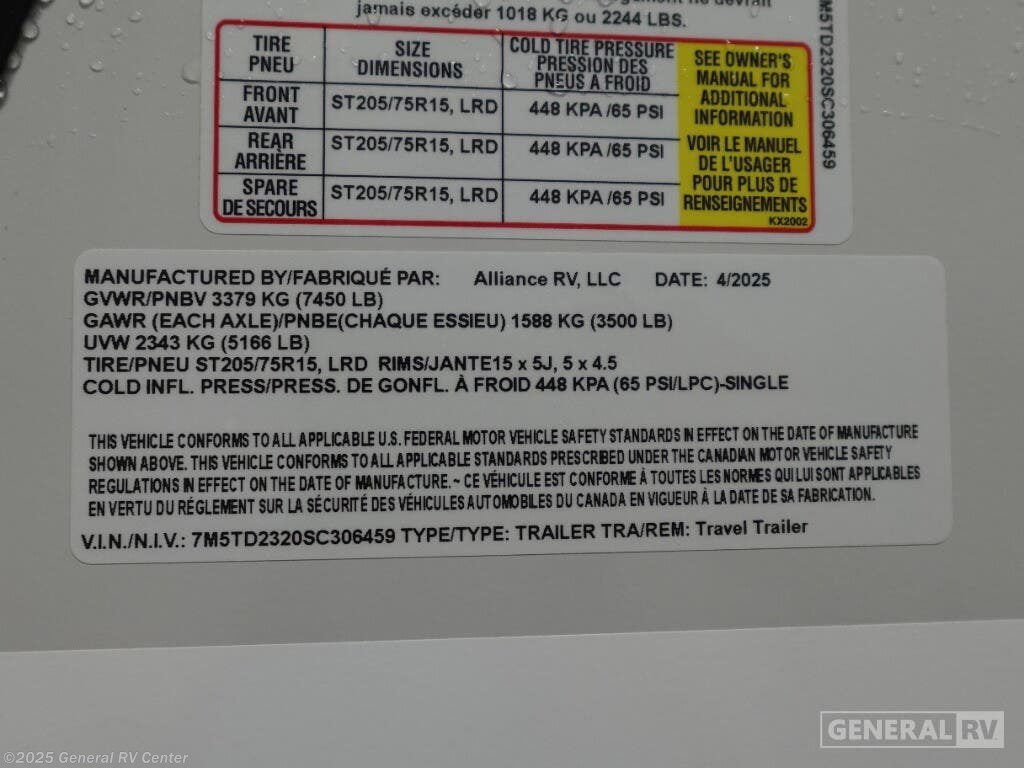 jamais excéder 1018 KG ou 2244 LBS.
TIRE
PNEU
SIZE
DIMENSIONS
COLD TIRE PRESSURE
PRESSION DES
PNEUS A FROID
SEE OWNER'S
MANUAL FOR
ADDITIONAL
INFORMATION
VOIR LE MANUEL
DE L'USAGER
POUR PLUS DE
RENSEIGNEMENTS
KX2002
FRONT
AVANT
ST205/75R15, LRD
448 KPA /65 PSI
REAR
ARRIÈRE
ST205/75R15, LRD
448 KPA /65 PSI
SPARE
DE SECOURS
ST205/75R15, LRD
448 KPA /65 PSI
M5TD2320SC306459
MANUFACTURED BY/FABRIQUÉ PAR: Alliance RV, LLC DATE: 4/2025
GVWR/PNBV 3379 KG (7450 LB)
GAWR (EACH AXLE)/PNBE(CHAQUE ESSIEU) 1588 KG (3500 LB)
UVW 2343 KG (5166 LB)
TIRE/PNEU ST205/75R15, LRD RIMS/JANTE15 x 5J, 5 x 4.5
COLD INFL. PRESS/PRESS. DE GONFL. À FROID 448 KPA (65 PSI/LPC)-SINGLE
THIS VEHICLE CONFORMS TO ALL APPLICABLE U.S. FEDERAL MOTOR VEHICLE SAFETY STANDARDS IN EFFECT ON THE DATE OF MANUFACTURE
SHOWN ABOVE. THIS VEHICLE CONFORMS TO ALL APPLICABLE STANDARDS PRESCRIBED UNDER THE CANADIAN MOTOR VEHICLE SAFETY
REGULATIONS IN EFFECT ON THE DATE OF MANUFACTURE. ~ CE VÉHICULE EST CONFORME À TOUTES LES NORMES QUI LUI SONT APPLICABLES
EN VERTU DU RÉGLEMENT SUR LA SÉCURITÉ DES VÉHICULES AUTOMOBILES DU CANADA EN VIGUEUR À LA DATE DE SA FABRICATION.
V.I.N./N.I.V.: 7M5TD2320SC306459 TYPE/TYPE: TRAILER TRA/REM: Travel Trailer
GENERAL RV
©2025 General RV Center